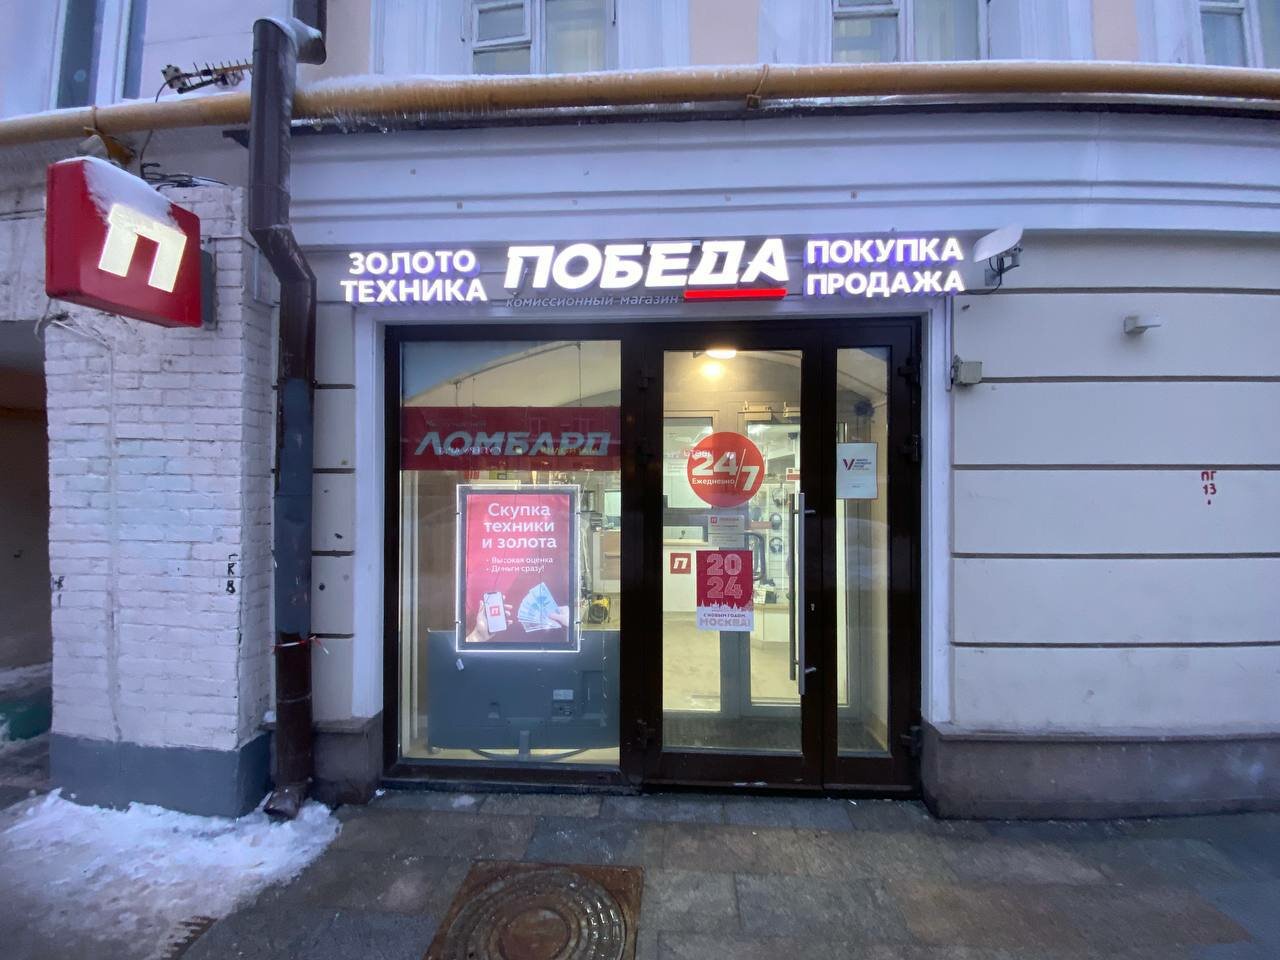 П
ЗОЛОТО
ТЕХНИКА
ПОБЕДА
комиссионный магазин
ПОКУПКА
ПРОДАЖА
ЛОМБАРД
Скупка
техники
и золота
• Высокая оценка
• Деньги сразу!
П
24/7
Ежедневно
П
20
24
С НОВЫМ ГОДОМ,
МОСКВА!
V
ПГ
13